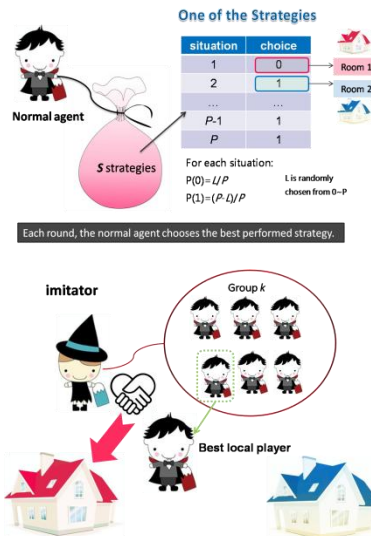 One of the Strategies
situation choice
1 0
Room 1
2 1
Room 2
... ...
P-1 1
P 1
Normal agent
S strategies
For each situation:
P(0)=L/P
P(1)=(P-L)/P
L is randomly
chosen from 0–P
Each round, the normal agent chooses the best performed strategy.
imitator
Group k
Best local player